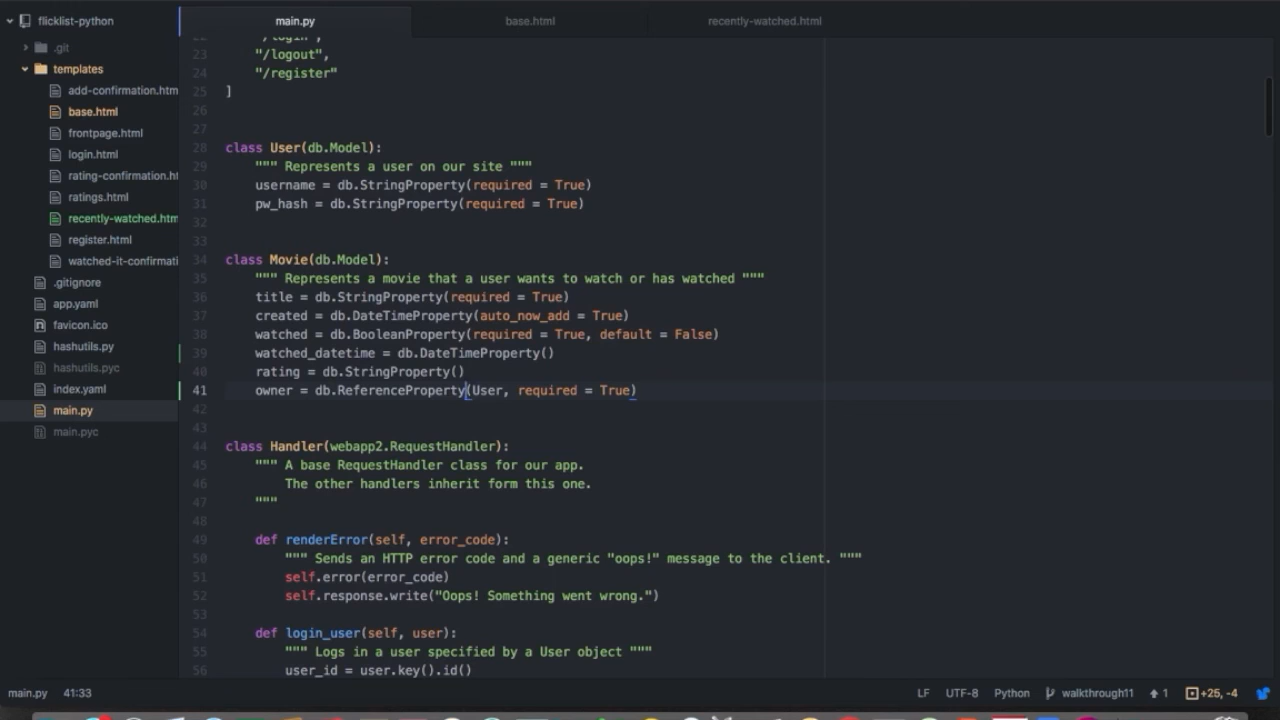 flicklist-python
.git
templates
add-confirmation.htm
base.html
frontpage.html
login.html
rating-confirmation.ht
ratings.html
recently-watched.htm
register.html
watched-it-confirmati
.gitignore
app.yaml
favicon.ico
hashutils.py
hashutils.pyc
index.yaml
main.py
main.pyc
main.py base.html recently-watched.html
22 "/login",
23 "/logout",
24 "/register"
25 ]
26
27
28 class User(db.Model):
29 """ Represents a user on our site """
30 username = db.StringProperty(required = True)
31 pw_hash = db.StringProperty(required = True)
32
33
34 class Movie(db.Model):
35 """ Represents a movie that a user wants to watch or has watched """
36 title = db.StringProperty(required = True)
37 created = db.DateTimeProperty(auto_now_add = True)
38 watched = db.BooleanProperty(required = True, default = False)
39 watched_datetime = db.DateTimeProperty()
40 rating = db.StringProperty()
41 owner = db.ReferenceProperty(User, required = True)
42
43
44 class Handler(webapp2.RequestHandler):
45 """ A base RequestHandler class for our app.
46 The other handlers inherit form this one.
47 """
48
49 def renderError(self, error_code):
50 """ Sends an HTTP error code and a generic "oops!" message to the client. """
51 self.error(error_code)
52 self.response.write("Oops! Something went wrong.")
53
54 def login_user(self, user):
55 """ Logs in a user specified by a User object """
56 user_id = user.key().id()
main.py 41:33 LF UTF-8 Python walkthrough11 1 +25, -4